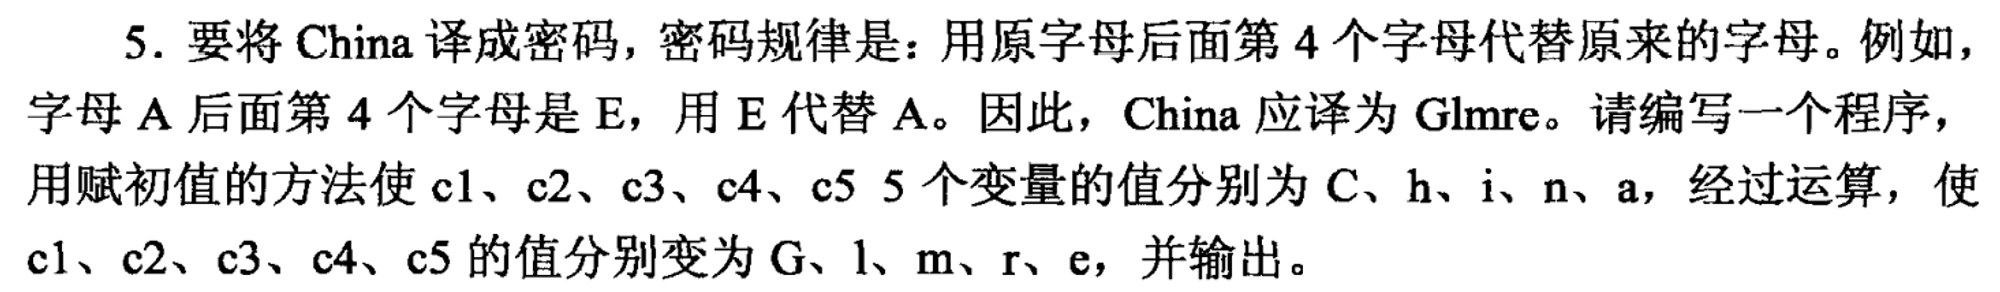 5. 要将 China 译成密码，密码规律是：用原字母后面第 4 个字母代替原来的字母。例如，
字母 A 后面第 4 个字母是 E，用 E 代替 A。因此，China 应译为 Glmre。请编写一个程序，
用赋初值的方法使 c1、c2、c3、c4、c5 5 个变量的值分别为 C、h、i、n、a，经过运算，使
c1、c2、c3、c4、c5 的值分别变为 G、l、m、r、e，并输出。